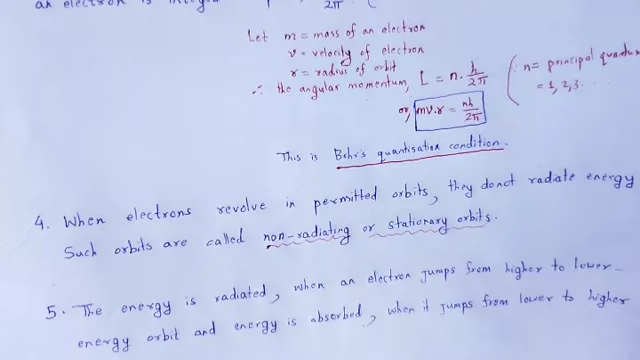 an electron is integral
2π
Let m = mass of an electron
v = velocity of electron
r = radius of orbit
∴ the angular momentum, L = n. h/2π ( ∵ n = principal quantum
= 1, 2, 3...
or, mv.r = nh/2π
This is Bohr's quantisation condition.
4. When electrons revolve in permitted orbits, they donct radiate energy
Such orbits are called non-radiating or stationary orbits.
5. The energy is radiated, when an electron jumps from higher to lower-
energy orbit and energy is absorbed, when it jumps from lower to higher